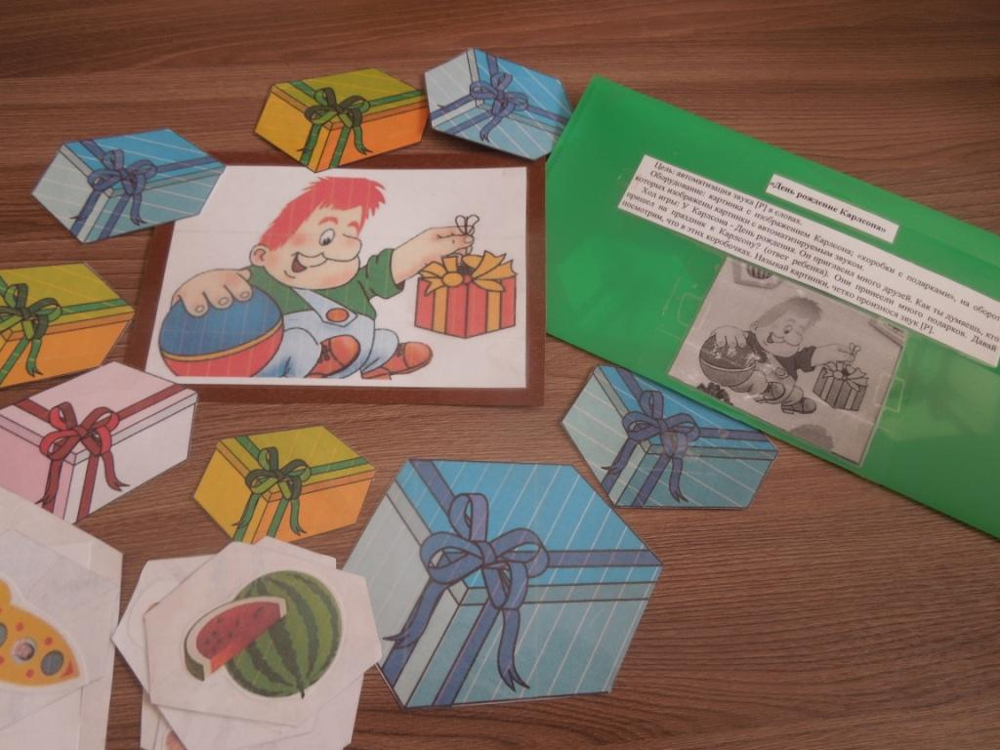 «День рождение Карлсона»
Цель: автоматизация звука [Р] в словах.
Оборудование: картинка с изображением Карлсона; «коробки с подарками», на оборот
которых изображены картинки с автоматизируемым звуком.
Ход игры: У Карлсона - День рождения. Он пригласил много друзей. Как ты думаешь, кто
пришел на праздник к Карлсону? (ответ ребенка). Они принесли много подарков. Давай
посмотрим, что в этих коробочках. Называй картинки, четко произнося звук [Р].